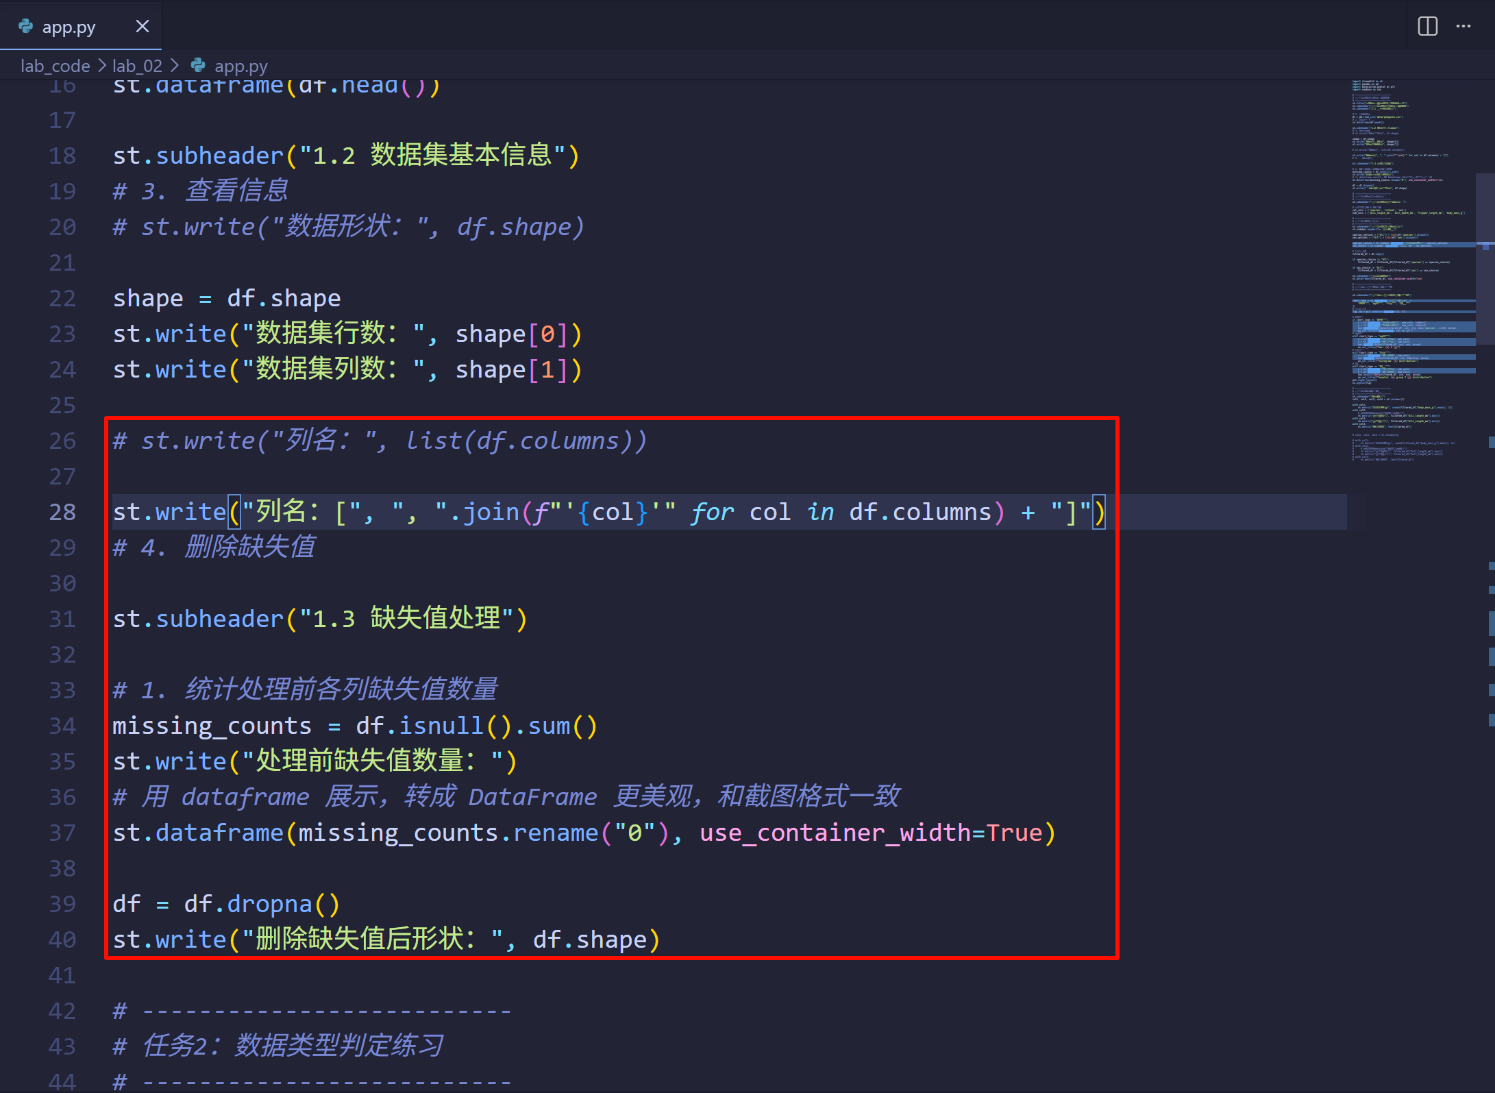 app.py
lab_code > lab_02 > app.py
16 st.dataframe(df.head())
17
18 st.subheader("1.2 数据集基本信息")
19 # 3. 查看信息
20 # st.write("数据形状：", df.shape)
21
22 shape = df.shape
23 st.write("数据集行数：", shape[0])
24 st.write("数据集列数：", shape[1])
25
26 # st.write("列名：", list(df.columns))
27
28 st.write("列名：[", ", ".join(f"'{col}'" for col in df.columns) + "]")
29 # 4. 删除缺失值
30
31 st.subheader("1.3 缺失值处理")
32
33 # 1. 统计处理前各列缺失值数量
34 missing_counts = df.isnull().sum()
35 st.write("处理前缺失值数量：")
36 # 用 dataframe 展示，转成 DataFrame 更美观，和截图格式一致
37 st.dataframe(missing_counts.rename("0"), use_container_width=True)
38
39 df = df.dropna()
40 st.write("删除缺失值后形状：", df.shape)
41
42 # --------------------------
43 # 任务2：数据类型判定练习
44 # --------------------------